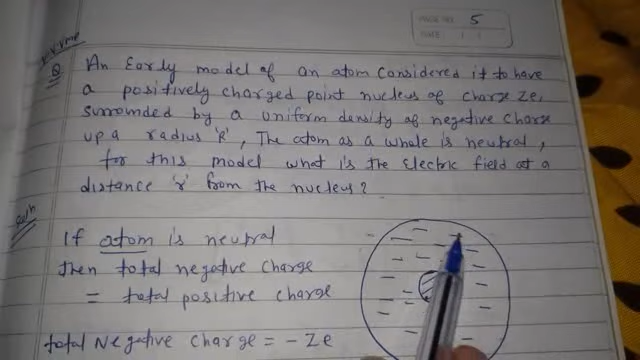 PAGE NO. 5
DATE / /
V.V.Imp
Q An Early model of an atom considered it to have
a positively charged point nucleus of charge Ze,
surrounded by a uniform density of negative charge
up a radius 'R', The atom as a whole is neutral,
for this model what is the Electric field at a
distance 'r' from the nucleus?
Soln
If atom is neutral
then total negative charge
= total positive charge
total Negative charge = - Ze